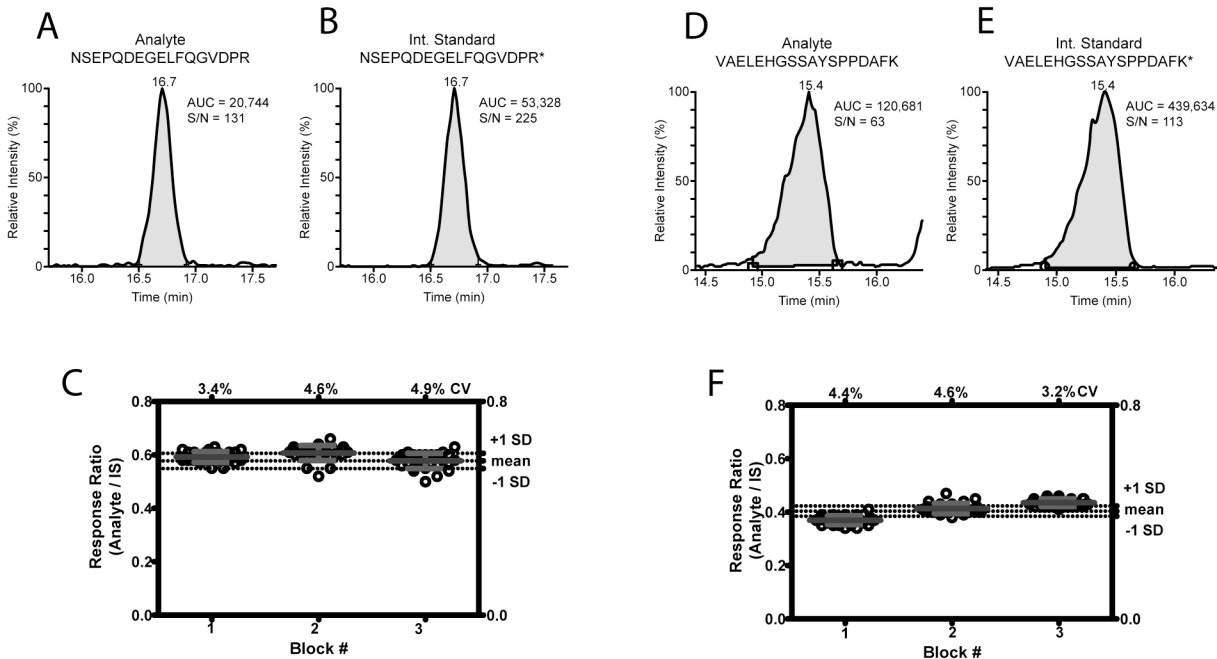 A
Analyte
NSEPQDEGELFQGVDPR
16.7
AUC = 20,744
S/N = 131
100
50
0
Relative Intensity (%)
16.0
16.5
17.0
17.5
Time (min)
B
Int. Standard
NSEPQDEGELFQGVDPR*
16.7
AUC = 53,328
S/N = 225
100
50
0
Relative Intensity (%)
16.0
16.5
17.0
17.5
Time (min)
D
Analyte
VAELEHGSSAYSPPDAFK
15.4
AUC = 120,681
S/N = 63
100
50
0
Relative Intensity (%)
14.5
15.0
15.5
16.0
Time (min)
E
Int. Standard
VAELEHGSSAYSPPDAFK*
15.4
AUC = 439,634
S/N = 113
100
50
0
Relative Intensity (%)
14.5
15.0
15.5
16.0
Time (min)
C
3.4%
4.6%
4.9% CV
0.8
0.6
0.4
0.2
0.0
Response Ratio
(Analyte / IS)
0.8
+1 SD
mean
-1 SD
0.0
1
2
3
Block #
F
4.4%
4.6%
3.2% CV
0.8
0.6
0.4
0.2
0.0
Response Ratio
(Analyte / IS)
0.8
+1 SD
mean
-1 SD
0.0
1
2
3
Block #